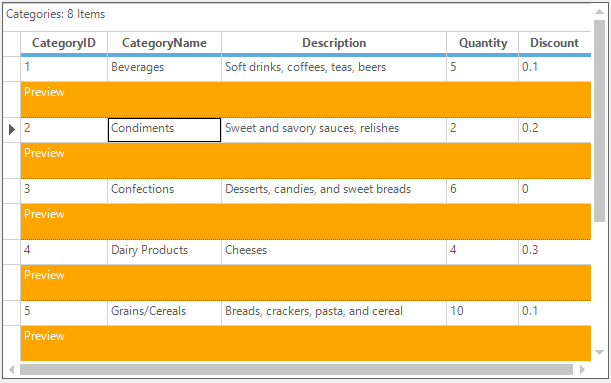 Categories: 8 Items
CategoryID CategoryName Description Quantity Discount
1 Beverages Soft drinks, coffees, teas, beers 5 0.1
Preview
2 Condiments Sweet and savory sauces, relishes 2 0.2
Preview
3 Confections Desserts, candies, and sweet breads 6 0
Preview
4 Dairy Products Cheeses 4 0.3
Preview
5 Grains/Cereals Breads, crackers, pasta, and cereal 10 0.1
Preview